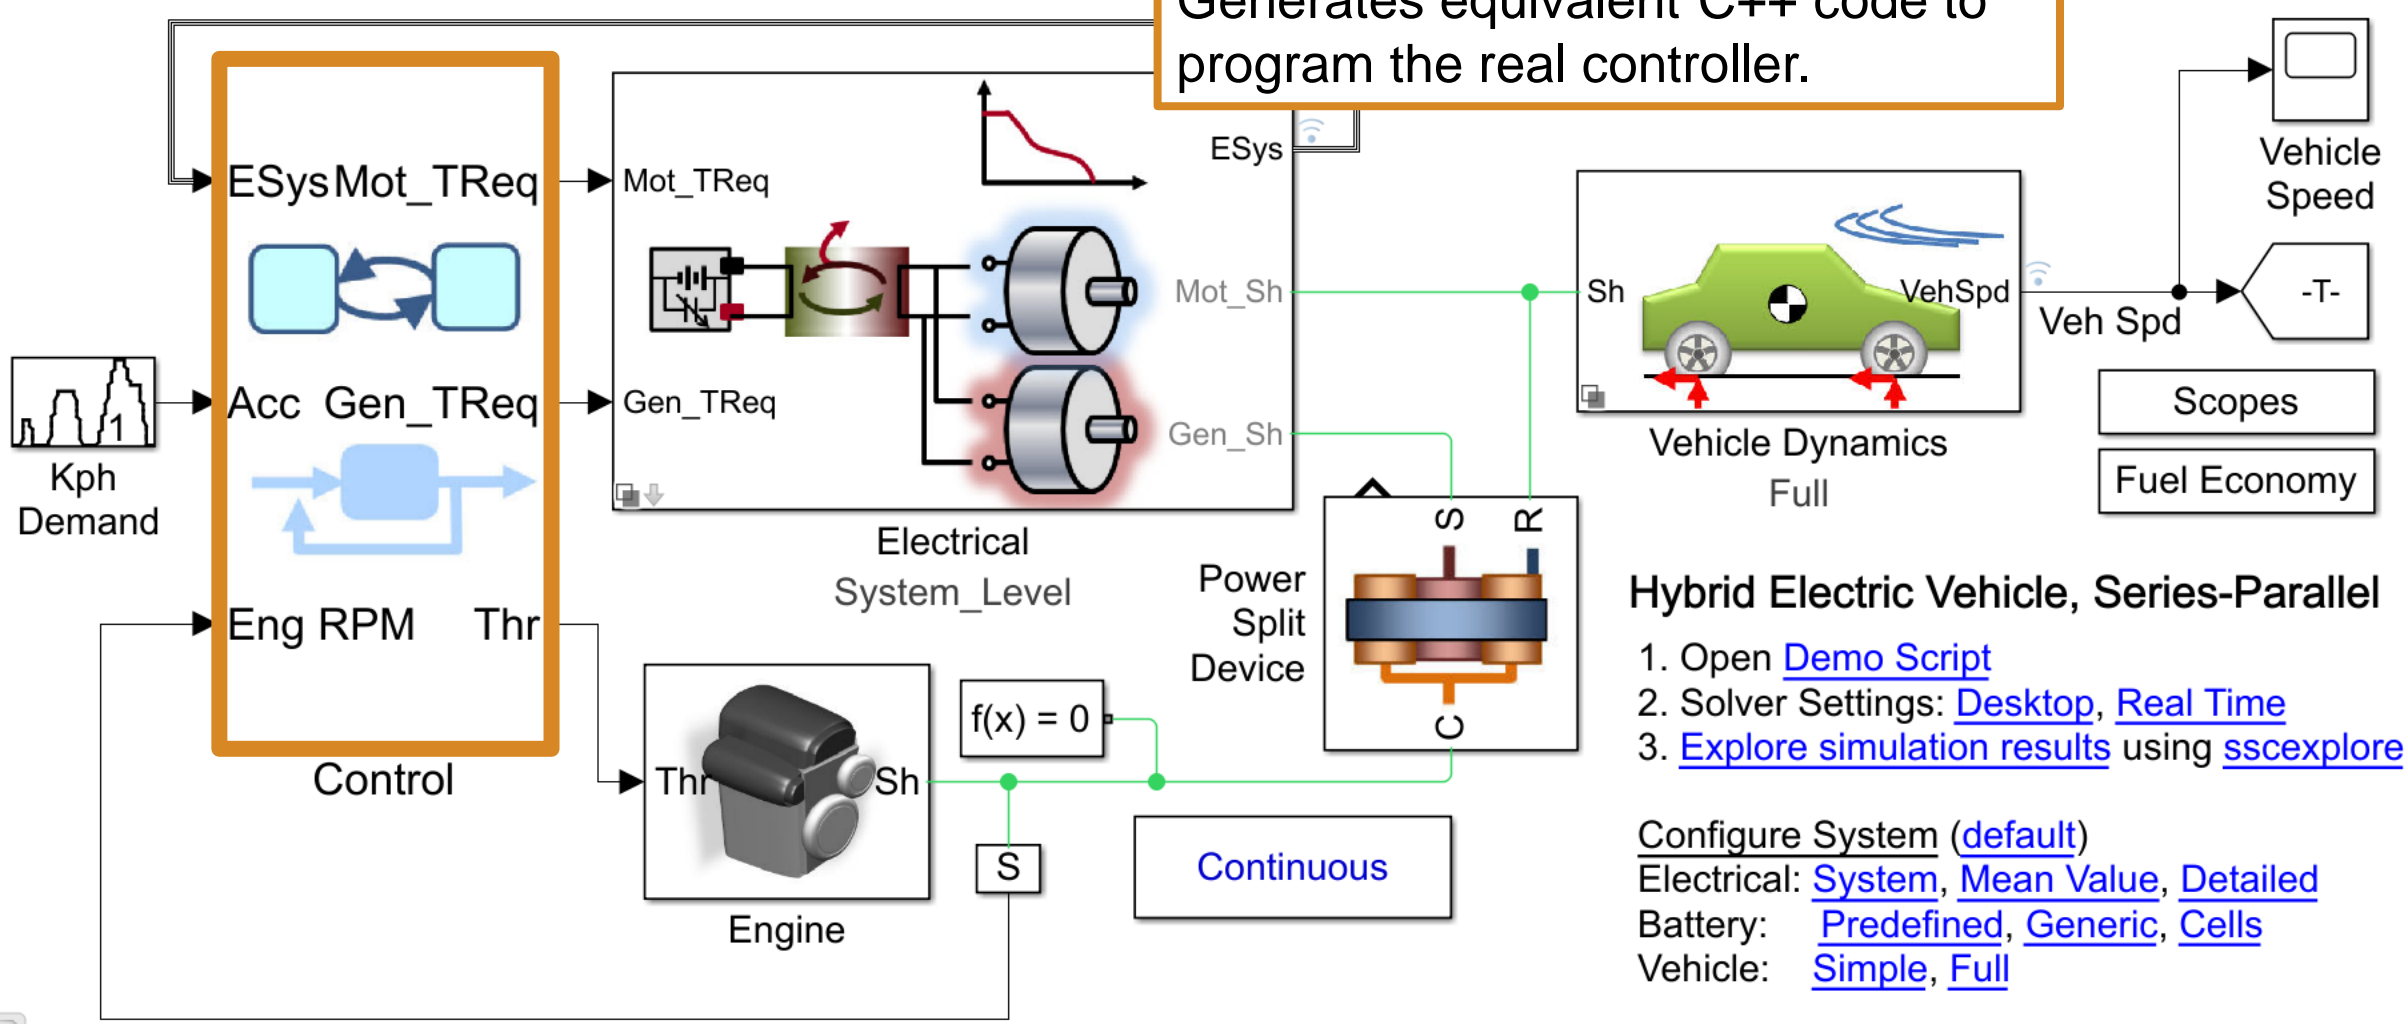 Generates equivalent C++ code to
program the real controller.
ESys Mot_TReq
Acc Gen_TReq
Eng RPM Thr
Control
1
Kph
Demand
Mot_TReq
Gen_TReq
ESys
Mot_Sh
Gen_Sh
Electrical
System_Level
Thr
Sh
Engine
f(x) = 0
S
Continuous
Power
Split
Device
S
R
C
Sh
VehSpd
Vehicle Dynamics
Full
Veh Spd
Vehicle
Speed
-T-
Scopes
Fuel Economy
Hybrid Electric Vehicle, Series-Parallel
1. Open Demo Script
2. Solver Settings: Desktop, Real Time
3. Explore simulation results using sscexplore
Configure System (default)
Electrical: System, Mean Value, Detailed
Battery: Predefined, Generic, Cells
Vehicle: Simple, Full